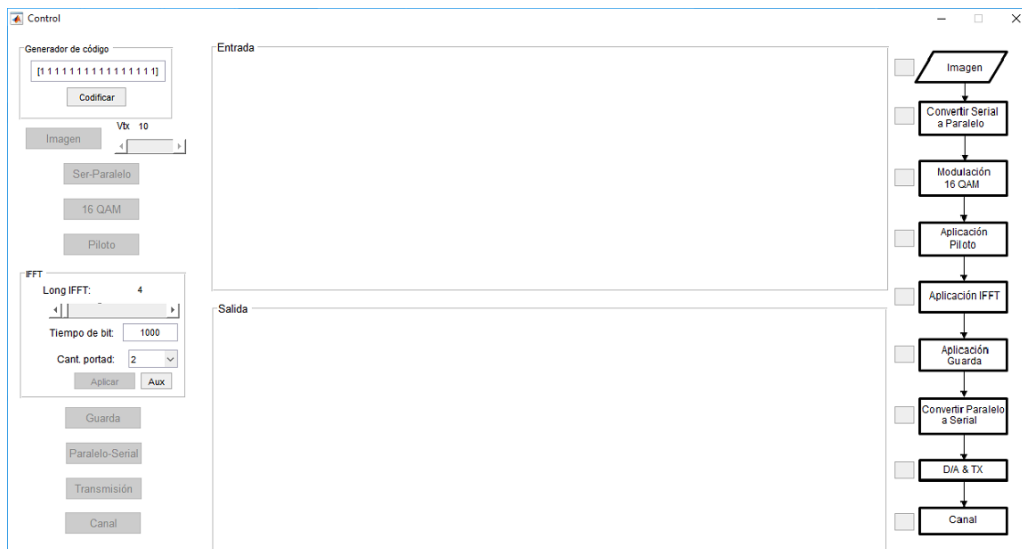 Control
Generador de código
[1 1 1 1 1 1 1 1 1 1 1 1 1 1 1 1]
Codificar
Imagen
Vtx 10
Ser-Paralelo
16 QAM
Piloto
IFFT
Long IFFT: 4
Tiempo de bit: 1000
Cant. portad: 2
Aplicar
Aux
Guarda
Paralelo-Serial
Transmisión
Canal
Entrada
Salida
Imagen
Convertir Serial
a Paralelo
Modulación
16 QAM
Aplicación
Piloto
Aplicación IFFT
Aplicación
Guarda
Convertir Paralelo
a Serial
D/A & TX
Canal